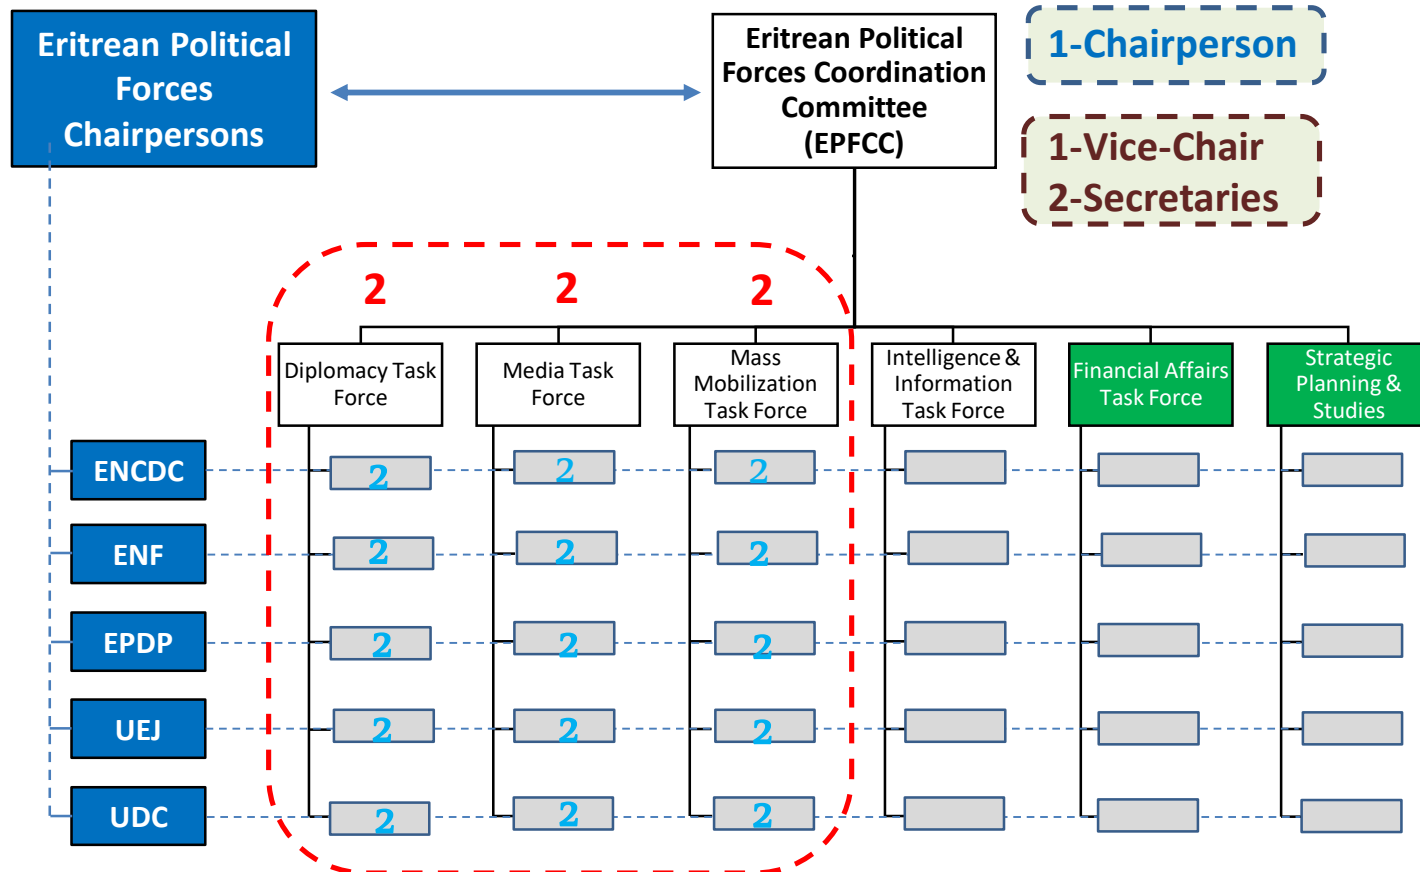 Eritrean Political
Forces
Chairpersons
Eritrean Political
Forces Coordination
Committee
(EPFCC)
1-Chairperson
1-Vice-Chair
2-Secretaries
2
2
2
Diplomacy Task
Force
Media Task
Force
Mass
Mobilization
Task Force
Intelligence &
Information
Task Force
Financial Affairs
Task Force
Strategic
Planning &
Studies
ENCDC
2
2
2
ENF
2
2
2
EPDP
2
2
2
UEJ
2
2
2
UDC
2
2
2